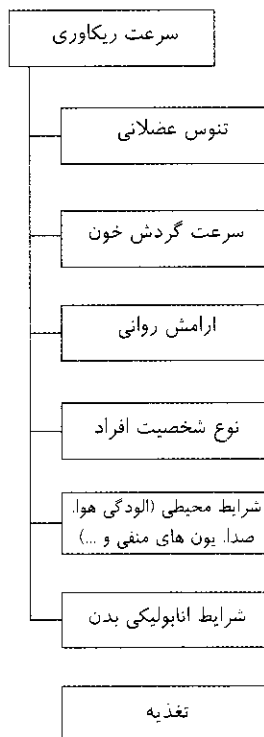 سرعت ریکاوری
تنوس عضلانی
سرعت گردش خون
ارامش روانی
نوع شخصیت افراد
شرایط محیطی (الودگی هوا.
صدا. یون های منفی و ...)
شرایط انابولیکی بدن
تغذیه